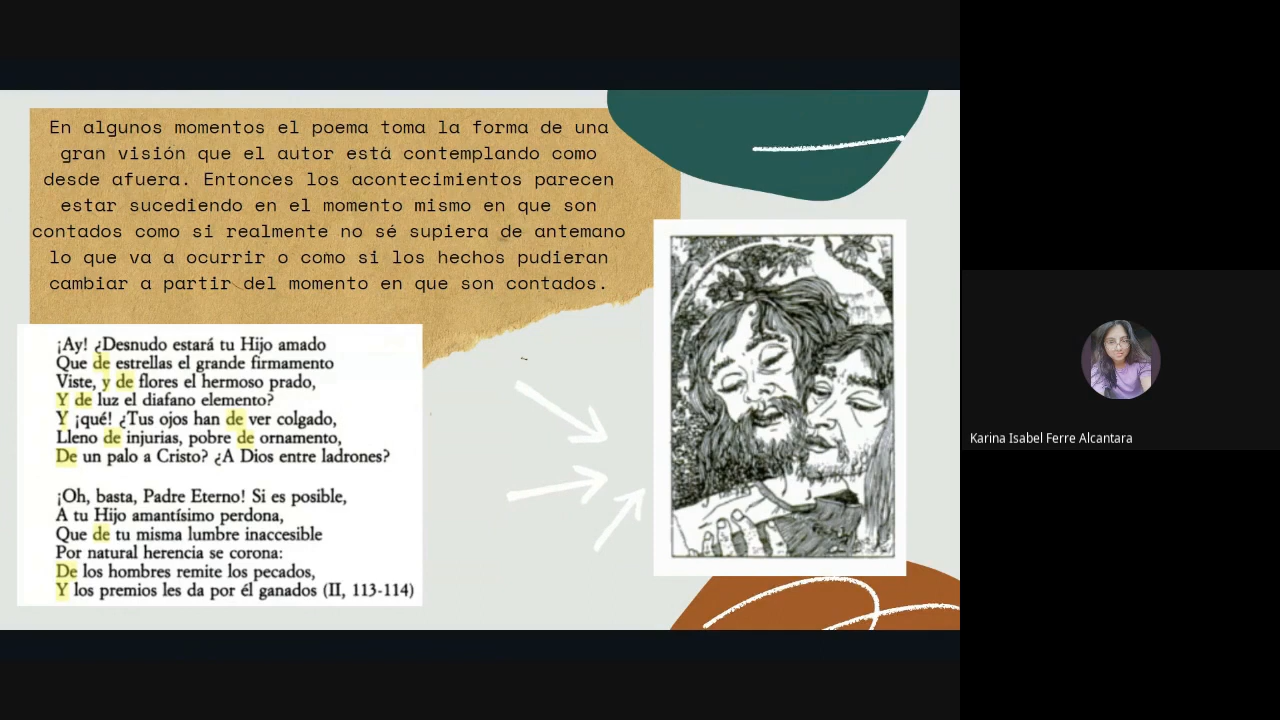 En algunos momentos el poema toma la forma de una
gran visión que el autor está contemplando como
desde afuera. Entonces los acontecimientos parecen
estar sucediendo en el momento mismo en que son
contados como si realmente no sé supiera de antemano
lo que va a ocurrir o como si los hechos pudieran
cambiar a partir del momento en que son contados.
¡Ay! ¿Desnudo estará tu Hijo amado
Que de estrellas el grande firmamento
Viste, y de flores el hermoso prado,
Y de luz el diafano elemento?
Y ¡qué! ¿Tus ojos han de ver colgado,
Lleno de injurias, pobre de ornamento,
De un palo a Cristo? ¿A Dios entre ladrones?
¡Oh, basta, Padre Eterno! Si es posible,
A tu Hijo amantísimo perdona,
Que de tu misma lumbre inaccesible
Por natural herencia se corona:
De los hombres remite los pecados,
Y los premios les da por él ganados (II, 113-114)
Karina Isabel Ferre Alcantara